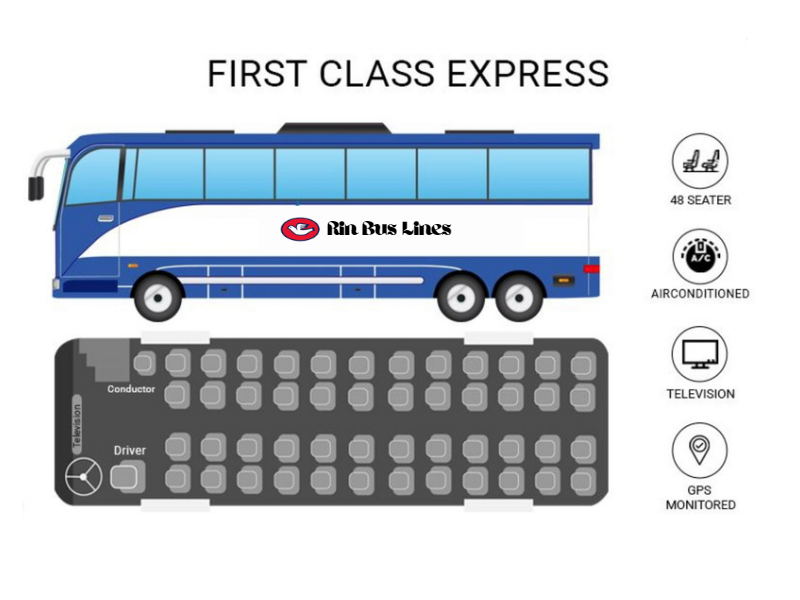 FIRST CLASS EXPRESS
Rin Bus Lines
48 SEATER
A/C
AIRCONDITIONED
TELEVISION
GPS
MONITORED
Conductor
Television
Driver